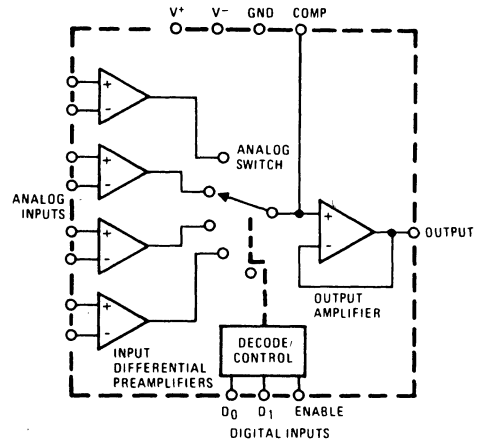 V+ V- GND COMP
+
-
ANALOG
SWITCH
+
-
ANALOG
INPUTS
+
-
+
-
OUTPUT
+
-
OUTPUT
AMPLIFIER
INPUT
DIFFERENTIAL
PREAMPLIFIERS
DECODE/
CONTROL
D0 D1 ENABLE
DIGITAL INPUTS